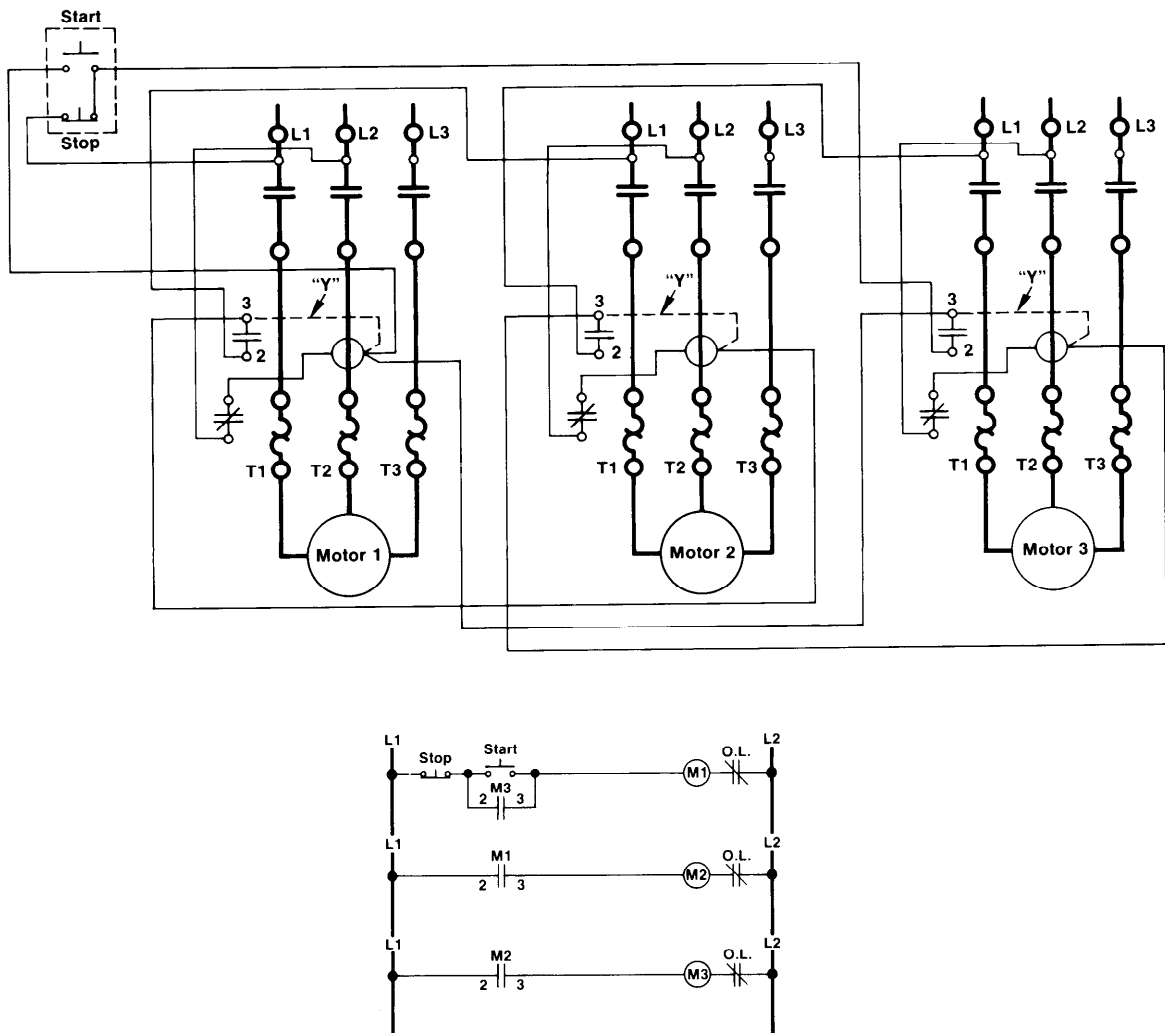 Start
Stop
L1 L2 L3
L1 L2 L3
L1 L2 L3
"Y"
"Y"
"Y"
3
2
3
2
3
2
T1 T2 T3
T1 T2 T3
T1 T2 T3
Motor 1
Motor 2
Motor 3
L1 L2
Stop Start O.L.
M1
M3
2 3
L1 L2
M1 O.L.
M2
2 3
L1 L2
M2 O.L.
M3
2 3